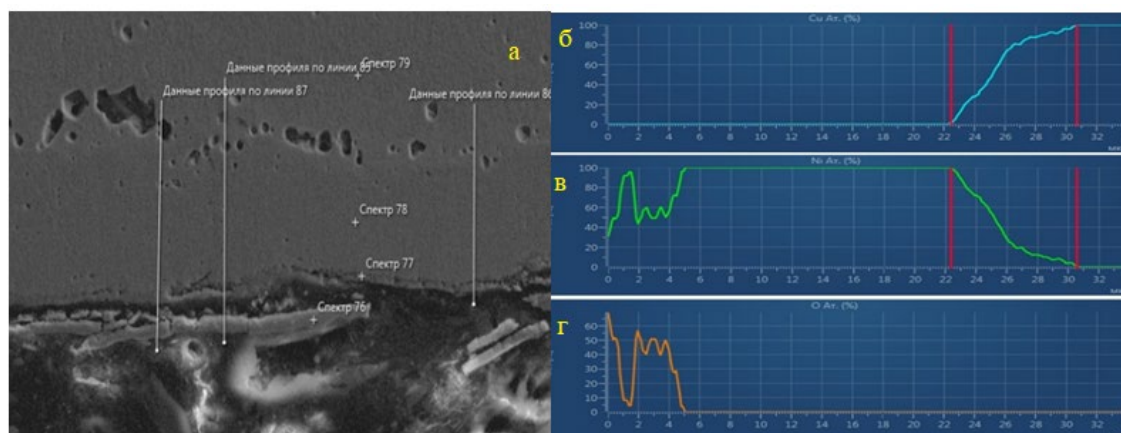 а
Спектр 79
Данные профиля по линии 85
Данные профиля по линии 87
Данные профиля по линии 86
Спектр 78
Спектр 77
Спектр 76
б
Cu Ат. (%)
100
80
60
40
20
0
0 2 4 6 8 10 12 14 16 18 20 22 24 26 28 30 32
в
Ni Ат. (%)
100
80
60
40
20
0
0 2 4 6 8 10 12 14 16 18 20 22 24 26 28 30 32
г
O Ат. (%)
60
50
40
30
20
10
0
0 2 4 6 8 10 12 14 16 18 20 22 24 26 28 30 32